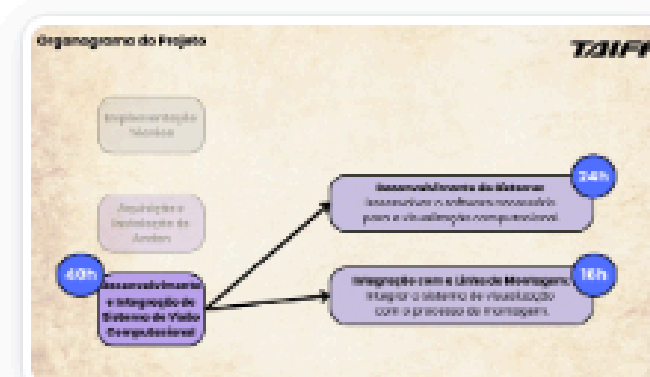 Organograma do Projeto
TAIFF
Implementação
Técnica
Aquisição e
Instalação de
24h
Desenvolvimento do Sistema:
Desenvolver o software necessário
para a visualização computacional.
40h
Desenvolvimento
e Integração do
Sistema de Visão
Computacional
16h
Integração com a Linha de Montagem:
Integrar o sistema de visualização
com o processo de montagem.